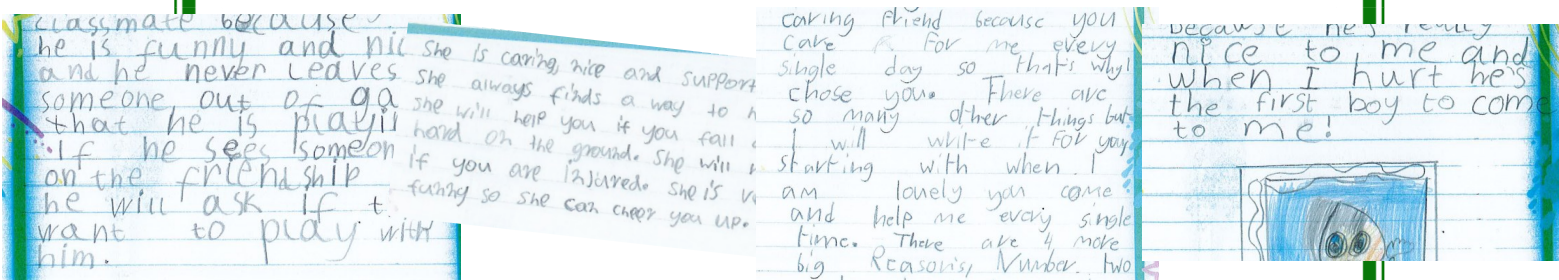 classmate because
he is funny and nic
and he never leaves
someone out of ga
that he is playin
If he sees someon
on the friendship
he will ask if t
want to play with
him.
She is caring, nice and support
She always finds a way to h
she will help you if you fall
hard on the ground. She will
if you are injured. She is v
funny so she can cheer you up.
caring friend because you
care for me every
single day so that's why I
chose you. There are
so many other things but
I will write it for you
starting with when I
am lovely you come
and help me every single
time. There are 4 more
big Reasons, Number two
because he's really
nice to me and
when I hurt he's
the first boy to come
to me!